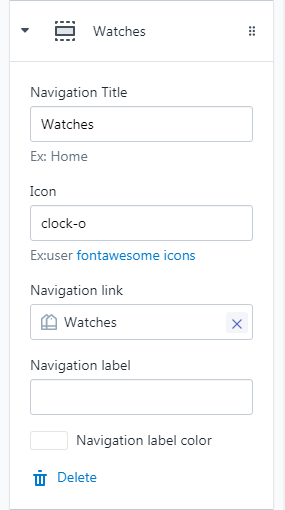 Watches
Navigation Title
Watches
Ex: Home
Icon
clock-o
Ex:user fontawesome icons
Navigation link
Watches
Navigation label
Navigation label color
Delete